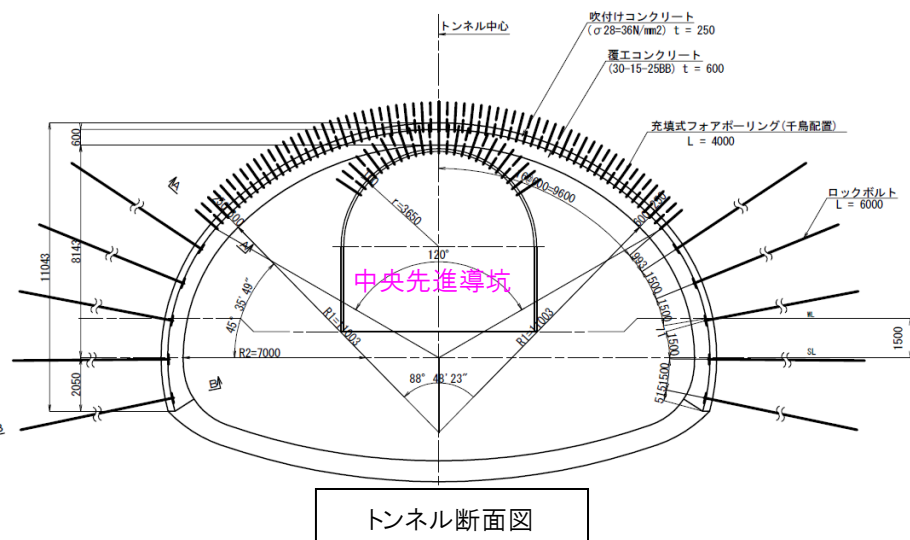 トンネル中心
吹付けコンクリート
(σ28=36N/mm2) t = 250
覆工コンクリート
(30-15-25BB) t = 600
充填式フォアポーリング(千鳥配置)
L = 4000
ロックボルト
L = 6000
600
8143
11043
2050
A
A
B
r=3650
120°
中央先進導坑
45° 35' 49"
R2=7000
R1=11003
R1=11003
88° 48' 23"
993
1500
1500
1500
1500
515
WL
SL
1500
トンネル断面図